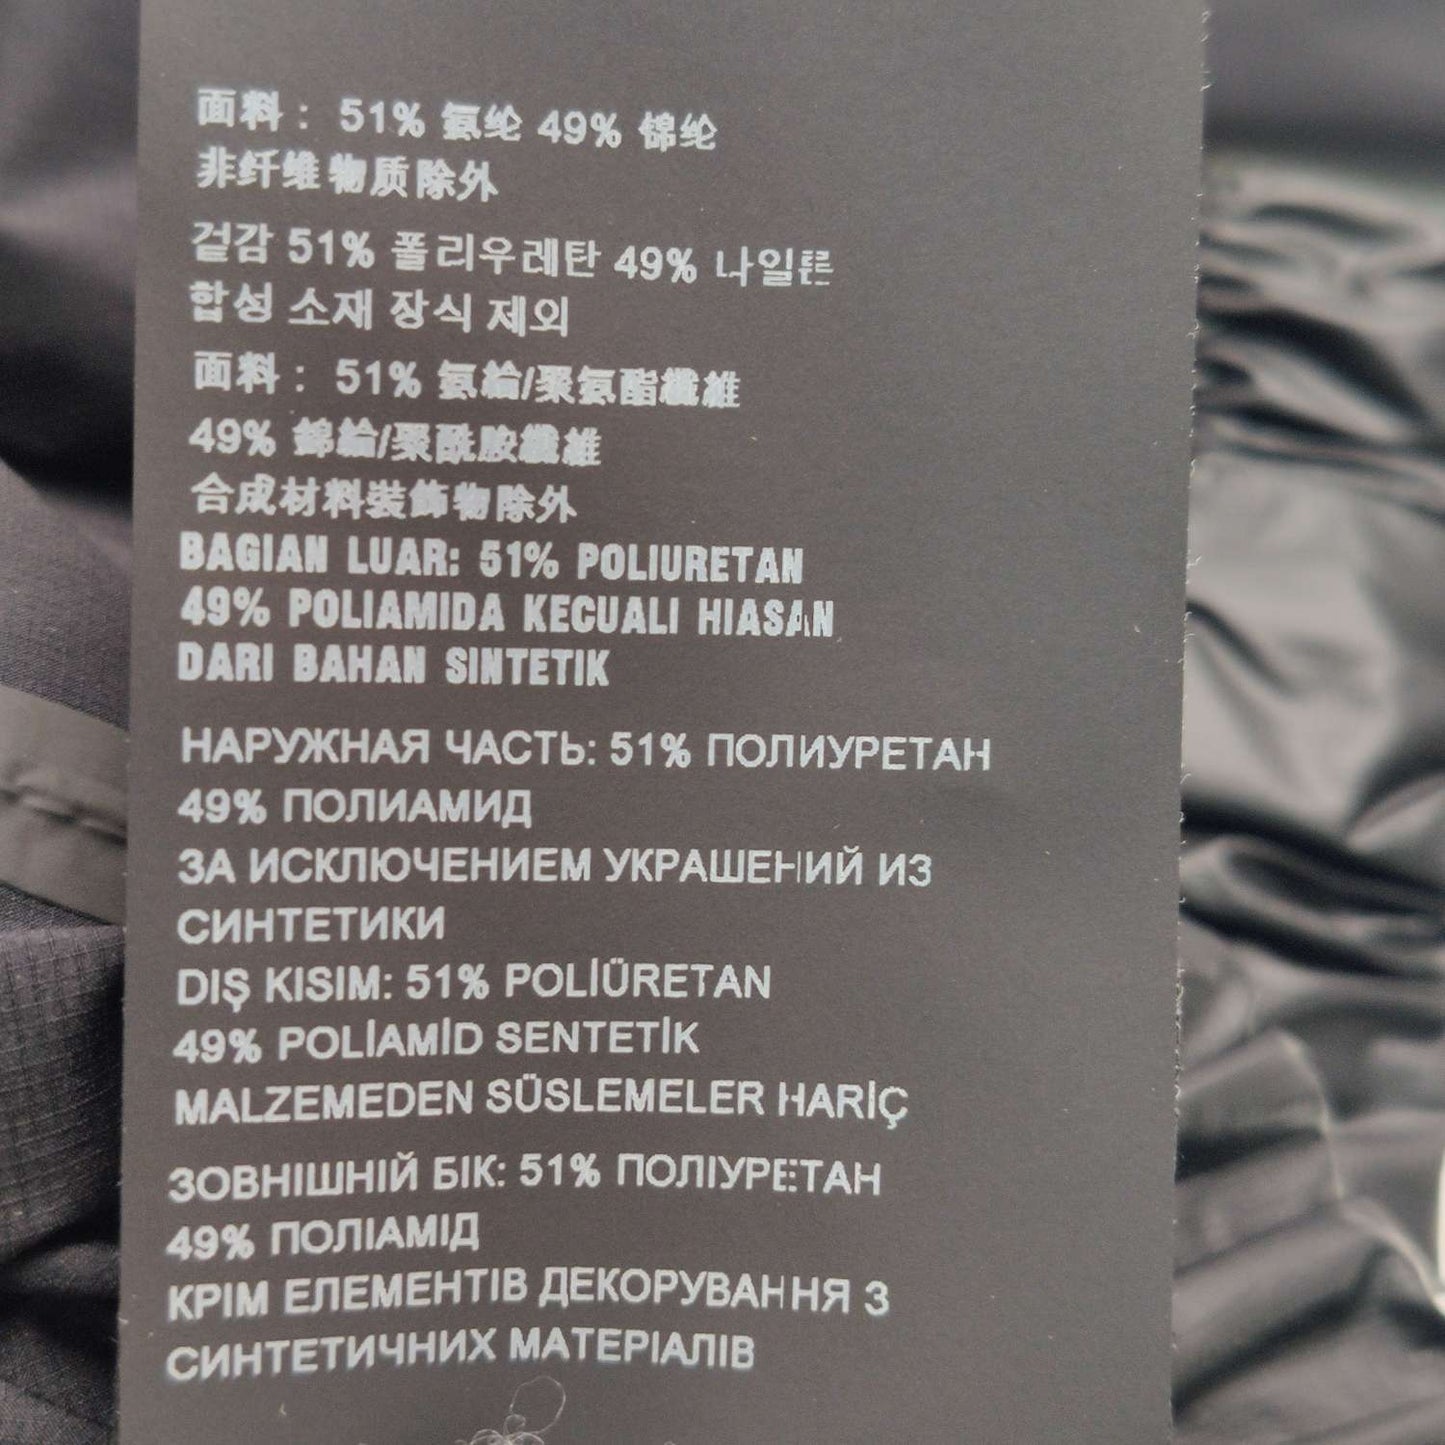 面料： 51% 氨纶 49% 锦纶
非纤维物质除外
겉감 51% 폴리우레탄 49% 나일론
합성 소재 장식 제외
面料： 51% 氨綸/聚氨酯纖維
49% 錦綸/聚酰胺纖維
合成材料裝飾物除外
BAGIAN LUAR: 51% POLIURETAN
49% POLIAMIDA KECUALI HIASAN
DARI BAHAN SINTETIK
НАРУЖНАЯ ЧАСТЬ: 51% ПОЛИУРЕТАН
49% ПОЛИАМИД
ЗА ИСКЛЮЧЕНИЕМ УКРАШЕНИЙ ИЗ
СИНТЕТИКИ
DIŞ KISIM: 51% POLİÜRETAN
49% POLİAMİD SENTETİK
MALZEMEDEN SÜSLEMELER HARİÇ
ЗОВНІШНІЙ БІК: 51% ПОЛІУРЕТАН
49% ПОЛІАМІД
КРІМ ЕЛЕМЕНТІВ ДЕКОРУВАННЯ З
СИНТЕТИЧНИХ МАТЕРІАЛІВ